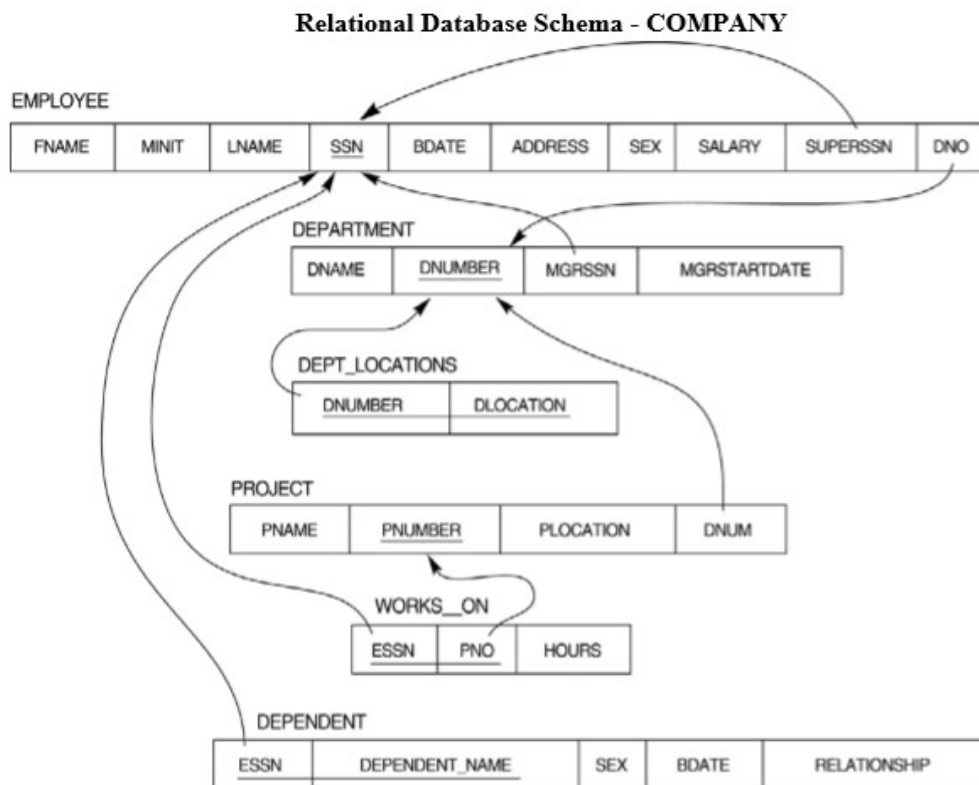 Relational Database Schema - COMPANY
EMPLOYEE
FNAME MINIT LNAME SSN BDATE ADDRESS SEX SALARY SUPERSSN DNO
DEPARTMENT
DNAME DNUMBER MGRSSN MGRSTARTDATE
DEPT_LOCATIONS
DNUMBER DLOCATION
PROJECT
PNAME PNUMBER PLOCATION DNUM
WORKS__ON
ESSN PNO HOURS
DEPENDENT
ESSN DEPENDENT_NAME SEX BDATE RELATIONSHIP